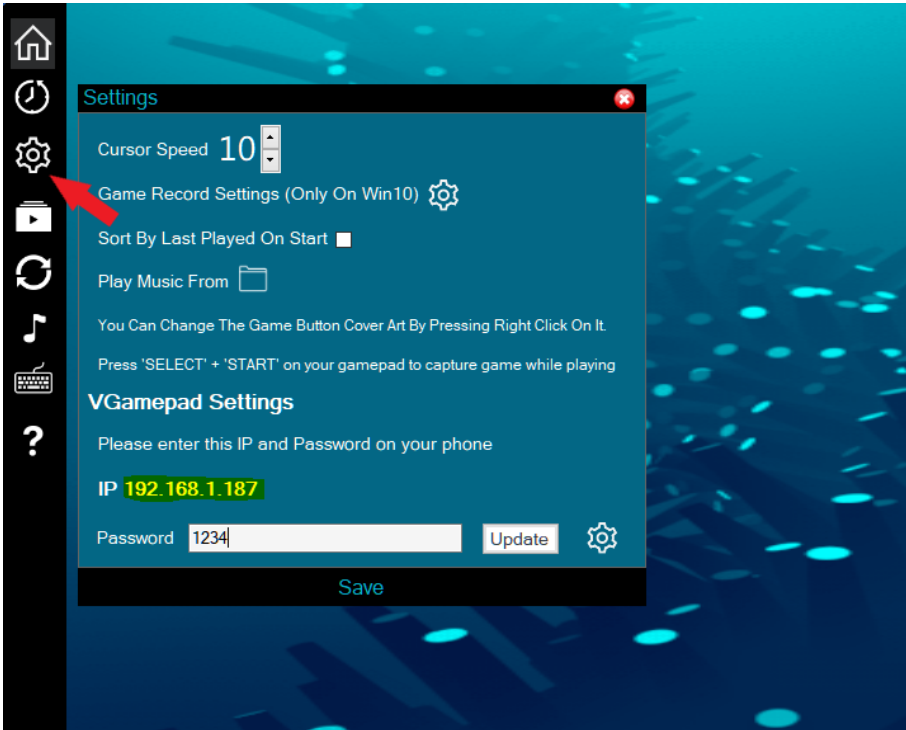 Settings
Cursor Speed 10
Game Record Settings (Only On Win10)
Sort By Last Played On Start
Play Music From
You Can Change The Game Button Cover Art By Pressing Right Click On It.
Press 'SELECT' + 'START' on your gamepad to capture game while playing
VGamepad Settings
Please enter this IP and Password on your phone
IP 192.168.1.187
Password 1234 Update
Save
?